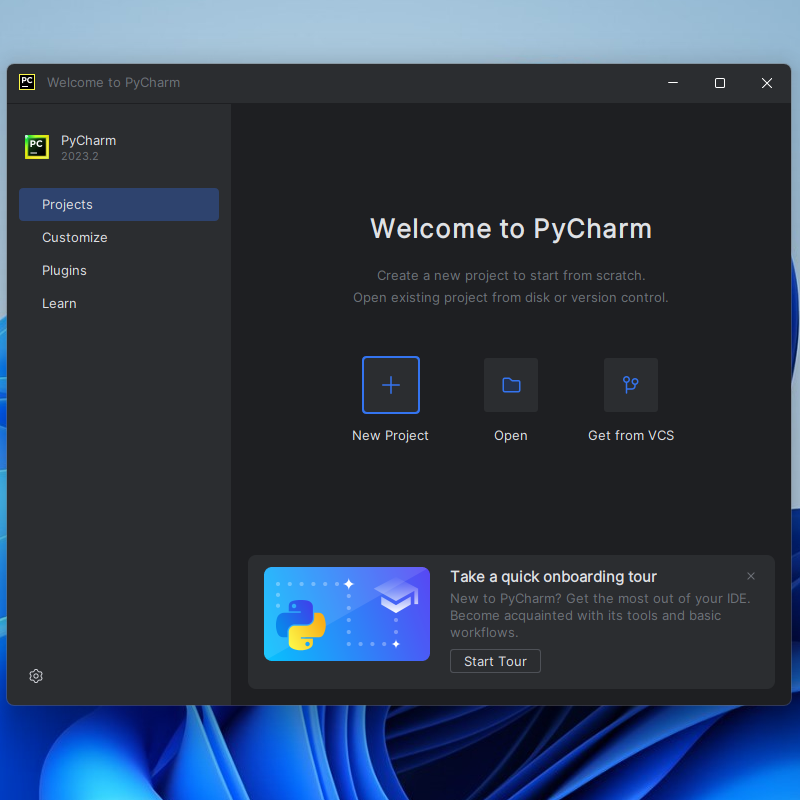 PC Welcome to PyCharm
PC PyCharm
2023.2
Projects
Customize
Plugins
Learn
Welcome to PyCharm
Create a new project to start from scratch.
Open existing project from disk or version control.
New Project Open Get from VCS
Take a quick onboarding tour
New to PyCharm? Get the most out of your IDE.
Become acquainted with its tools and basic
workflows.
Start Tour